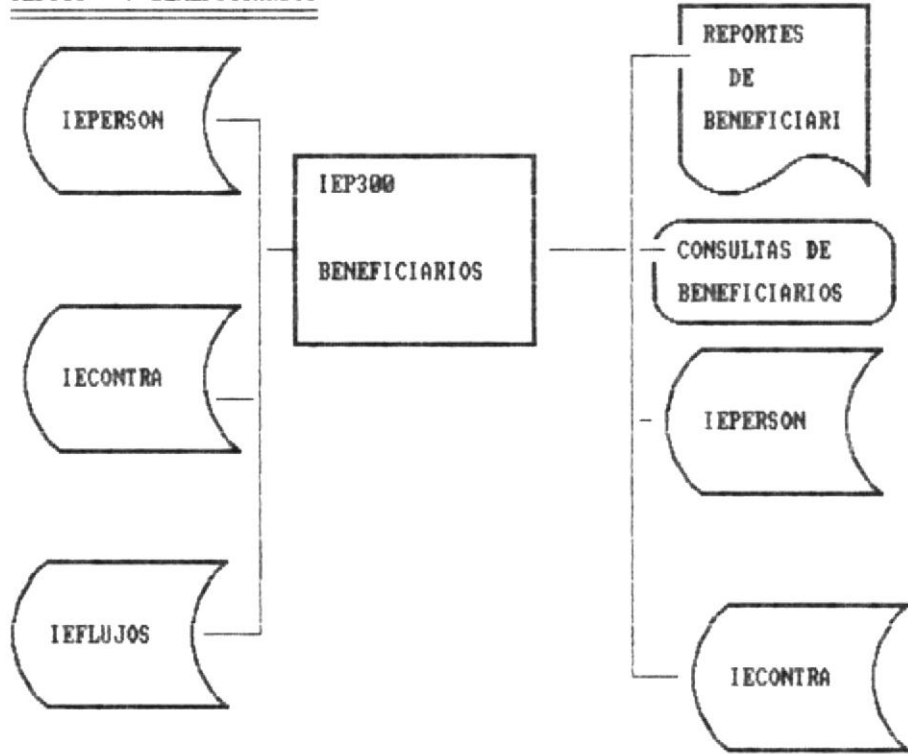 IEPERSON
IECONTRA
IEFLUJOS
IEP300
BENEFICIARIOS
REPORTES
DE
BENEFICIARI
CONSULTAS DE
BENEFICIARIOS
IEPERSON
IECONTRA